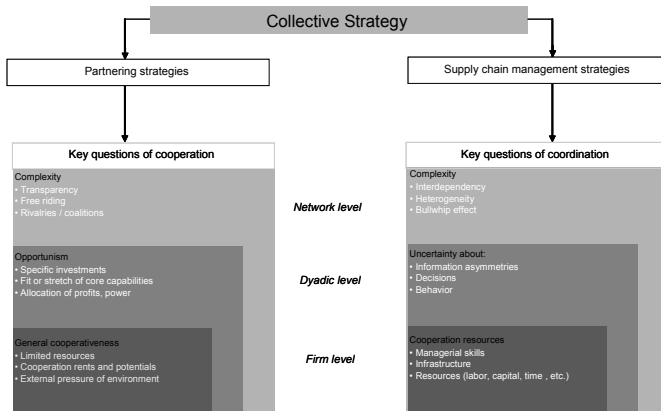 Collective Strategy
Partnering strategies
Supply chain management strategies
Key questions of cooperation
Complexity
• Transparency
• Free riding
• Rivalries / coalitions
Opportunism
• Specific investments
• Fit or stretch of core capabilities
• Allocation of profits, power
General cooperativeness
• Limited resources
• Cooperation rents and potentials
• External pressure of environment
Network level
Dyadic level
Firm level
Key questions of coordination
Complexity
• Interdependency
• Heterogeneity
• Bullwhip effect
Uncertainty about:
• Information asymmetries
• Decisions
• Behavior
Cooperation resources
• Managerial skills
• Infrastructure
• Resources (labor, capital, time , etc.)